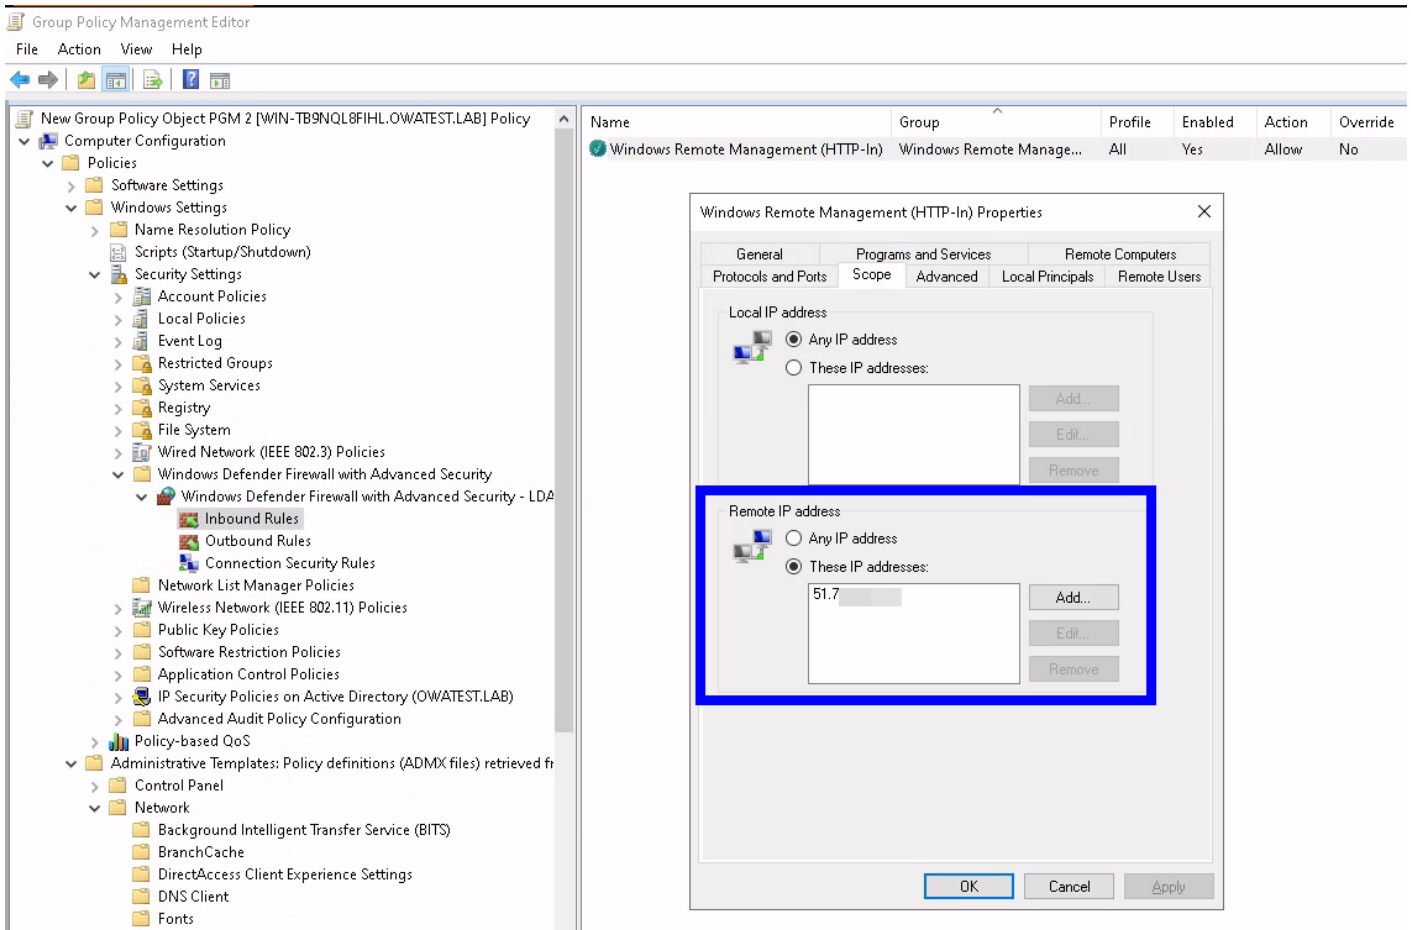 Group Policy Management Editor
File Action View Help
New Group Policy Object PGM 2 [WIN-TB9NQL8FIHL.OWATEST.LAB] Policy
Computer Configuration
Policies
Software Settings
Windows Settings
Name Resolution Policy
Scripts (Startup/Shutdown)
Security Settings
Account Policies
Local Policies
Event Log
Restricted Groups
System Services
Registry
File System
Wired Network (IEEE 802.3) Policies
Windows Defender Firewall with Advanced Security
Windows Defender Firewall with Advanced Security - LDA
Inbound Rules
Outbound Rules
Connection Security Rules
Network List Manager Policies
Wireless Network (IEEE 802.11) Policies
Public Key Policies
Software Restriction Policies
Application Control Policies
IP Security Policies on Active Directory (OWATEST.LAB)
Advanced Audit Policy Configuration
Policy-based QoS
Administrative Templates: Policy definitions (ADMX files) retrieved fr
Control Panel
Network
Background Intelligent Transfer Service (BITS)
BranchCache
DirectAccess Client Experience Settings
DNS Client
Fonts
Name Group Profile Enabled Action Override
Windows Remote Management (HTTP-In) Windows Remote Manage... All Yes Allow No
Windows Remote Management (HTTP-In) Properties
General Programs and Services Remote Computers
Protocols and Ports Scope Advanced Local Principals Remote Users
Local IP address
Any IP address
These IP addresses:
Add...
Edit...
Remove
Remote IP address
Any IP address
These IP addresses:
51.7
Add...
Edit...
Remove
OK Cancel Apply